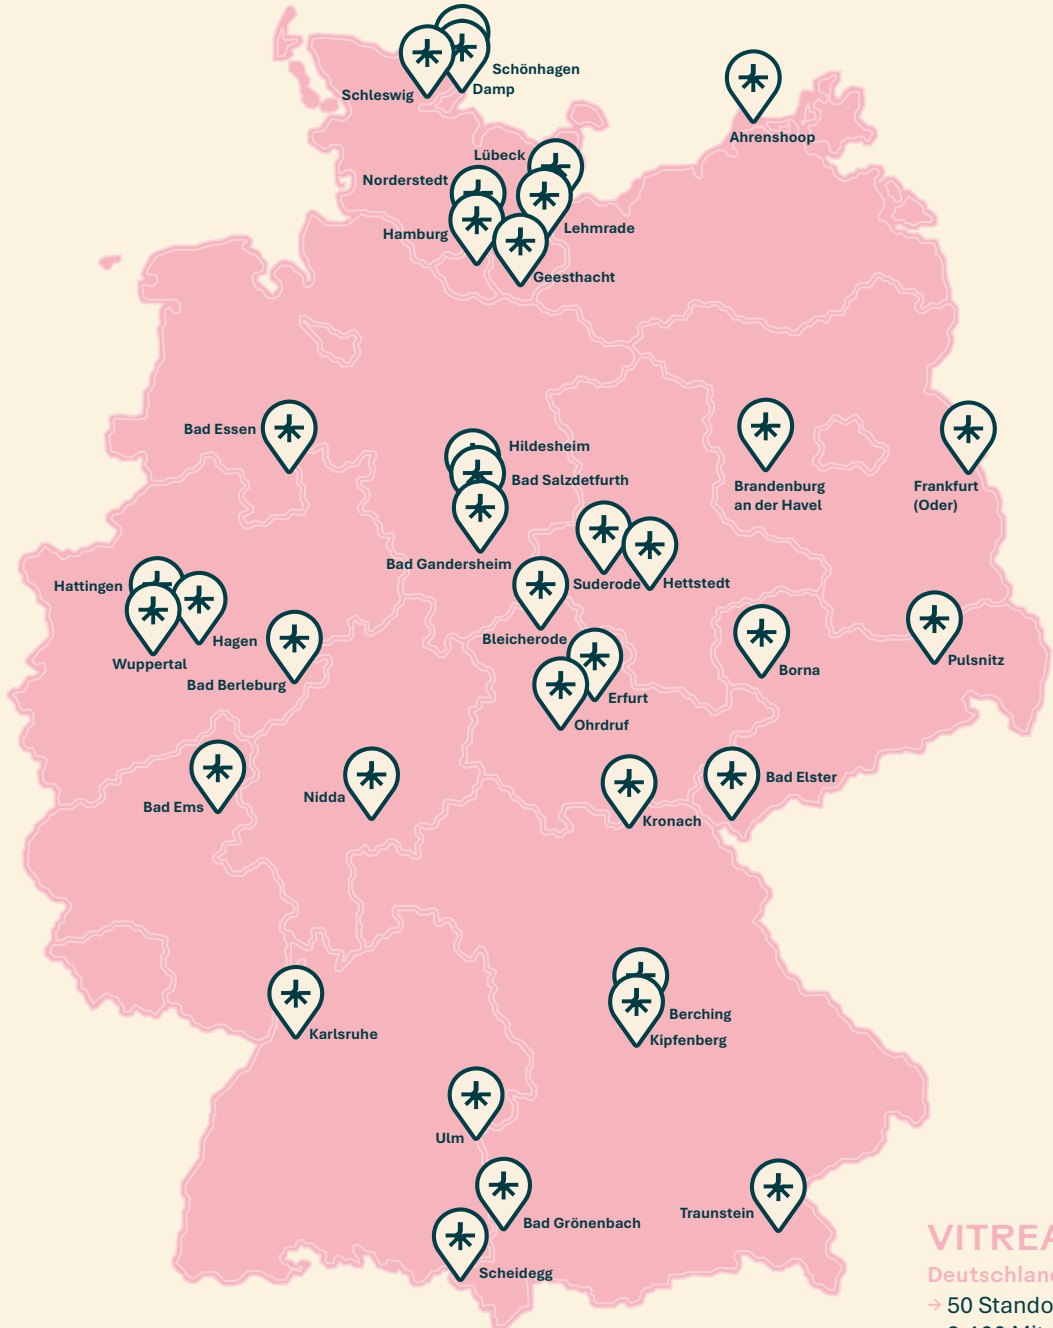 Schönhagen
Damp
Schleswig
Ahrenshoop
Lübeck
Norderstedt
Lehmrade
Hamburg
Geesthacht
Bad Essen
Hildesheim
Bad Salzdetfurth
Bad Gandersheim
Brandenburg
an der Havel
Frankfurt
(Oder)
Suderode
Hettstedt
Hattingen
Hagen
Wuppertal
Bad Berleburg
Bleicherode
Erfurt
Ohrdruf
Borna
Pulsnitz
Bad Ems
Nidda
Kronach
Bad Elster
Karlsruhe
Berching
Kipfenberg
Ulm
Bad Grönenbach
Traunstein
Scheidegg
VITREA
Deutschland
→ 50 Stando